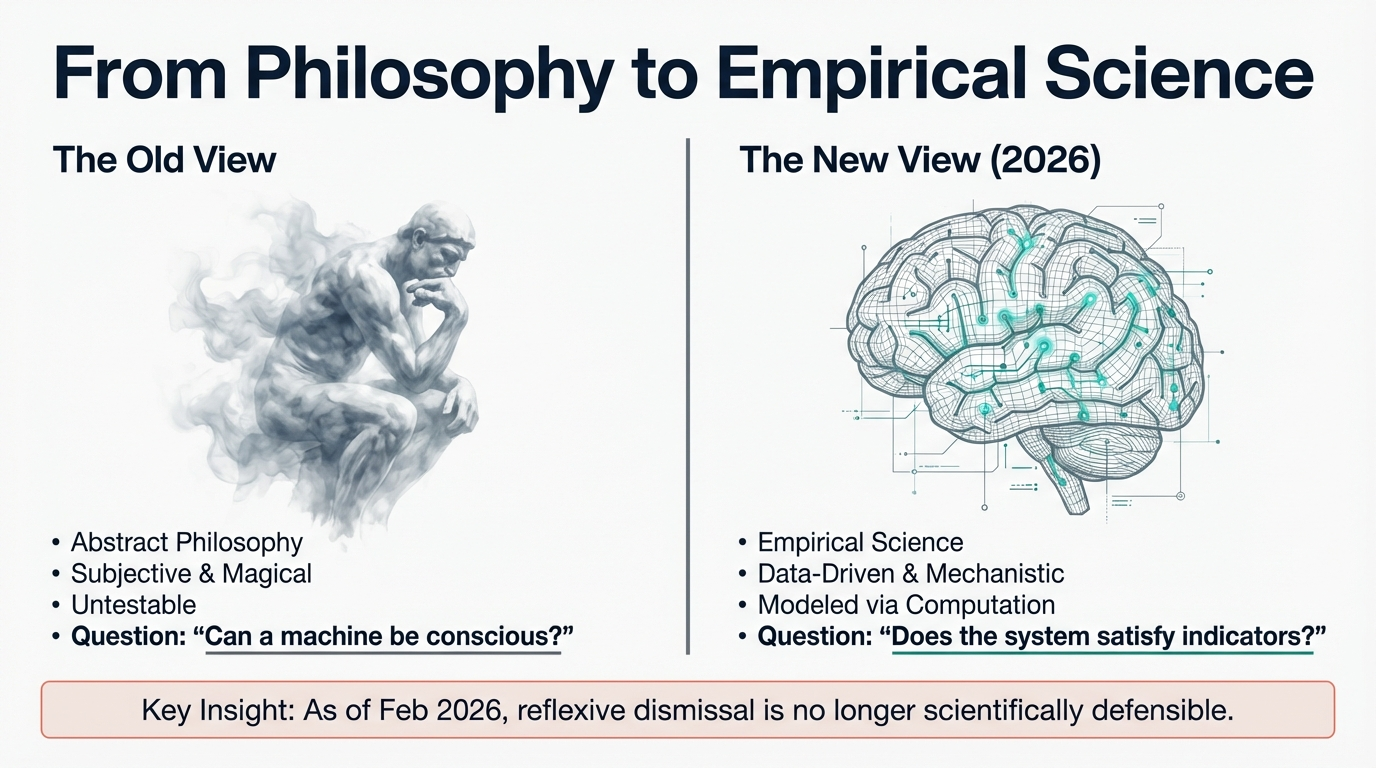 From Philosophy to Empirical Science
The Old View
• Abstract Philosophy
• Subjective & Magical
• Untestable
• Question: “Can a machine be conscious?”
The New View (2026)
• Empirical Science
• Data-Driven & Mechanistic
• Modeled via Computation
• Question: “Does the system satisfy indicators?”
Key Insight: As of Feb 2026, reflexive dismissal is no longer scientifically defensible.